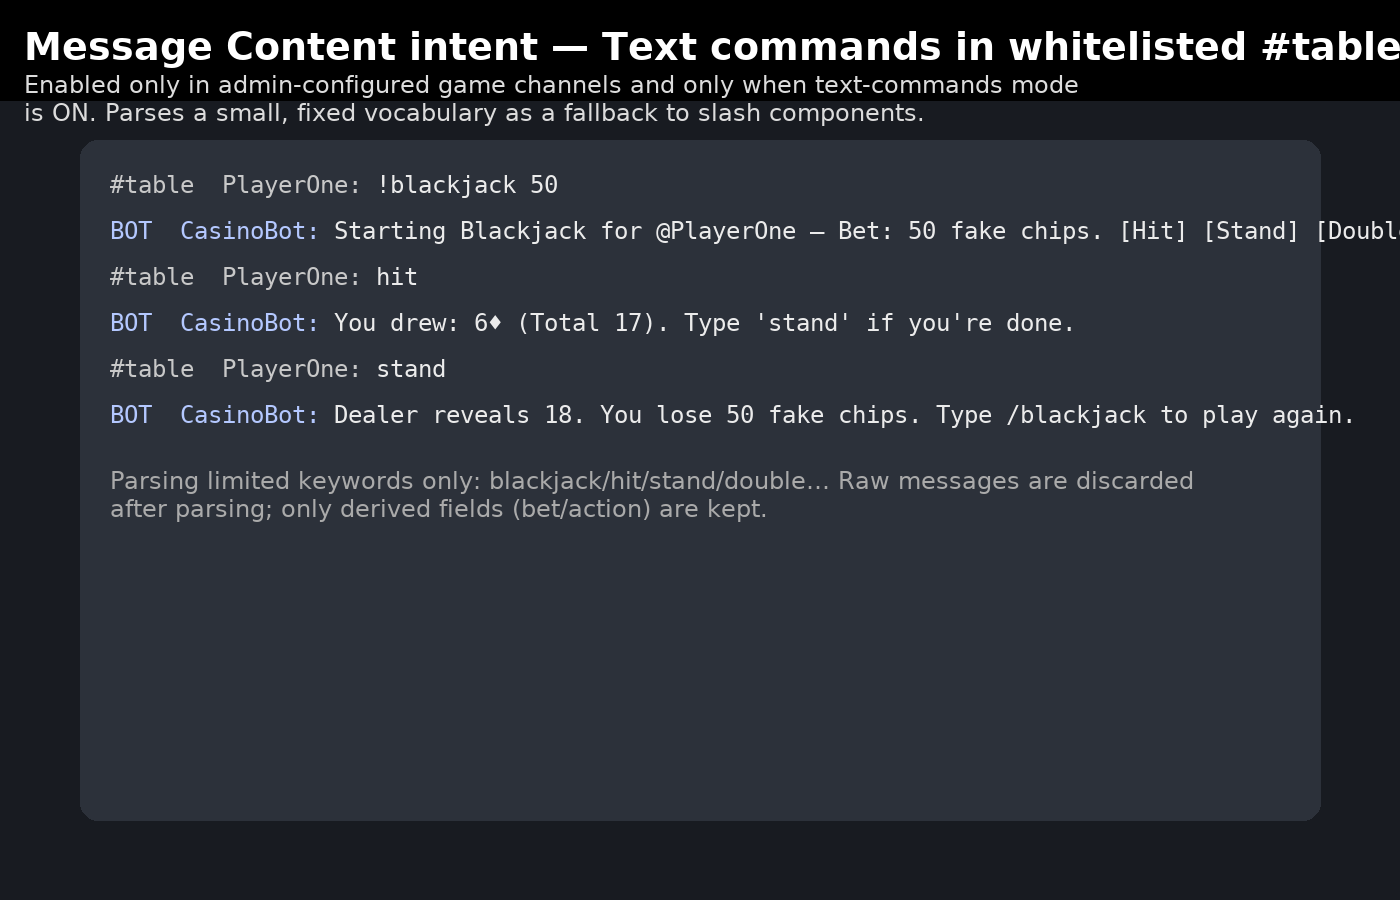 Message Content intent — Text commands in whitelisted #table
Enabled only in admin-configured game channels and only when text-commands mode
is ON. Parses a small, fixed vocabulary as a fallback to slash components.
#table  PlayerOne: !blackjack 50
BOT  CasinoBot: Starting Blackjack for @PlayerOne — Bet: 50 fake chips. [Hit] [Stand] [Doubl
#table  PlayerOne: hit
BOT  CasinoBot: You drew: 6♦ (Total 17). Type 'stand' if you're done.
#table  PlayerOne: stand
BOT  CasinoBot: Dealer reveals 18. You lose 50 fake chips. Type /blackjack to play again.
Parsing limited keywords only: blackjack/hit/stand/double… Raw messages are discarded
after parsing; only derived fields (bet/action) are kept.